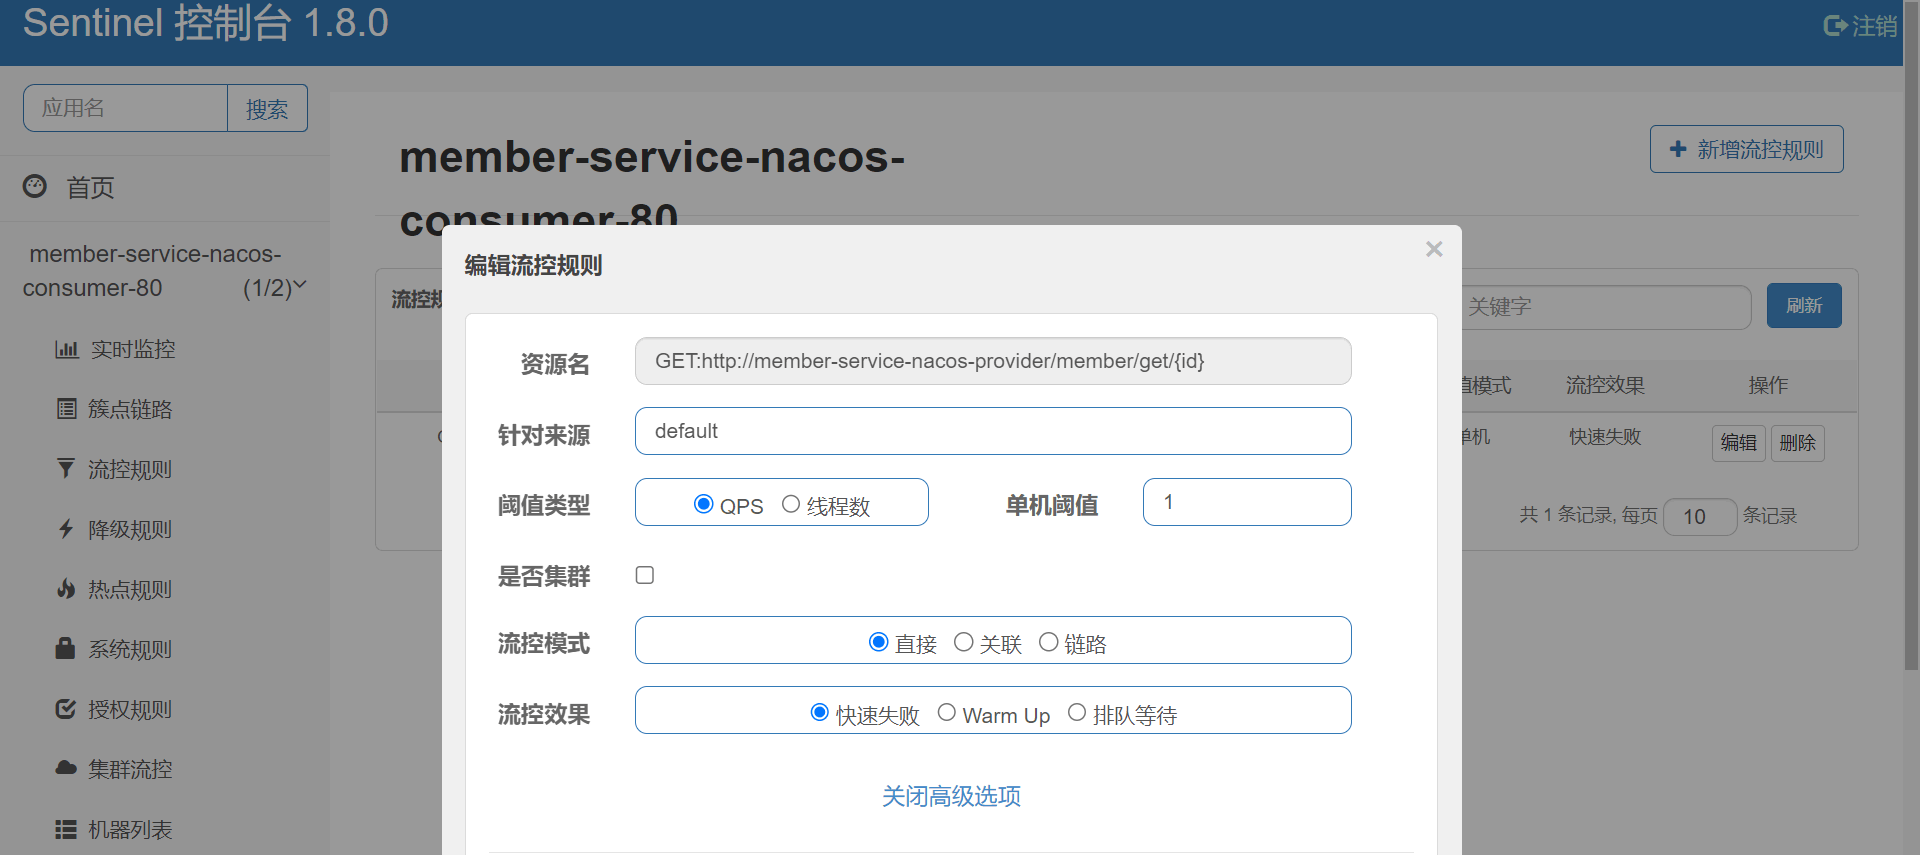 Sentinel 控制台 1.8.0
注销
应用名 搜索
首页
member-service-nacos-
consumer-80 (1/2)
实时监控
簇点链路
流控规则
降级规则
热点规则
系统规则
授权规则
集群流控
机器列表
member-service-nacos-
consumer-80
新增流控规则
关键字 刷新
值模式 流控效果 操作
单机 快速失败 编辑 删除
共 1 条记录, 每页 10 条记录
编辑流控规则
×
资源名 GET:http://member-service-nacos-provider/member/get/{id}
针对来源 default
阈值类型 QPS 线程数 单机阈值 1
是否集群
流控模式 直接 关联 链路
流控效果 快速失败 Warm Up 排队等待
关闭高级选项